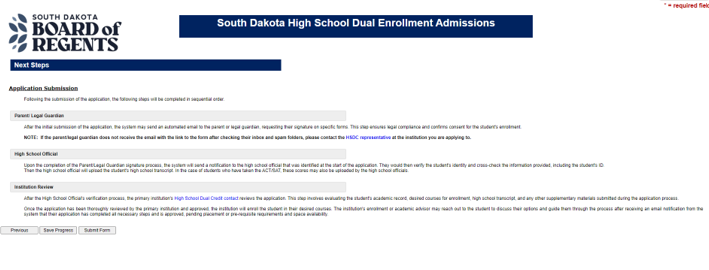 * = required field
SOUTH DAKOTA
BOARD of
REGENTS
South Dakota High School Dual Enrollment Admissions
Next Steps
Application Submission
Following the submission of the application, the following steps will be completed in sequential order.
Parent/ Legal Guardian
After the initial submission of the application, the system may send an automated email to the parent or legal guardian, requesting their signature on specific forms. This step ensures legal compliance and confirms consent for the student's enrollment.
NOTE: If the parent/legal guardian does not receive the email with the link to the form after checking their inbox and spam folders, please contact the HSDC representative at the institution you are applying to.
High School Official
Upon the completion of the Parent/Legal Guardian signature process, the system will send a notification to the high school official that was identified at the start of the application. They would then verify the student's identity and cross-check the information provided, including the student's ID.
Then the high school official will upload the student's high school transcript. In the case of students who have taken the ACT/SAT, these scores may also be uploaded by the high school officials.
Institution Review
After the High School Official's verification process, the primary institution's High School Dual Credit contact reviews the application. This step involves evaluating the student's academic record, desired courses for enrollment, high school transcript, and any other supplementary materials submitted during the application process.
Once the application has been thoroughly reviewed by the primary institution and approved, the institution will enroll the student in their desired courses. The institution's enrollment or academic advisor may reach out to the student to discuss their options and guide them through the process after receiving an email notification from the
system that their application has completed all necessary steps and is approved, pending placement or pre-requisite requirements and space availability.
Previous
Save Progress
Submit Form